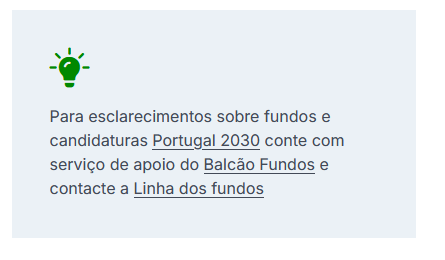 Para esclarecimentos sobre fundos e
candidaturas Portugal 2030 conte com
serviço de apoio do Balcão Fundos e
contacte a Linha dos fundos